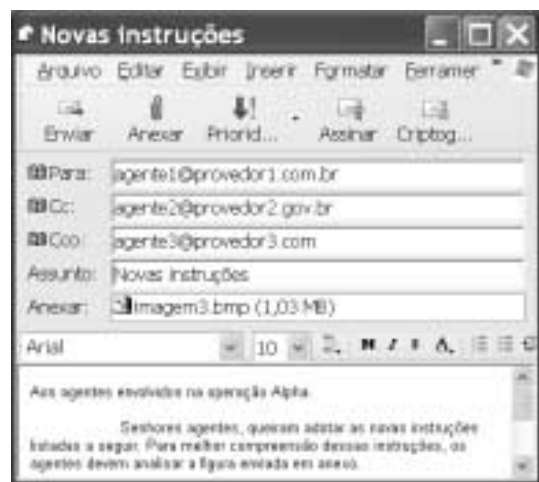 Novas instruções
Arquivo Editar Exibir Inserir Formatar Ferramer
Enviar Anexar Priorid... Assinar Criptog...
Para: agente1@provedor1.com.br
Cc: agente2@provedor2.gov.br
Cco: agente3@provedor3.com
Assunto: Novas instruções
Anexar: imagem3.bmp (1,03 MB)
Arial 10 N I S A
Aos agentes envolvidos na operação Alpha.
Senhores agentes, queiram adotar as novas instruções
listadas a seguir. Para melhor compreensão dessas instruções, os
agentes devem analisar a figura enviada em anexo.